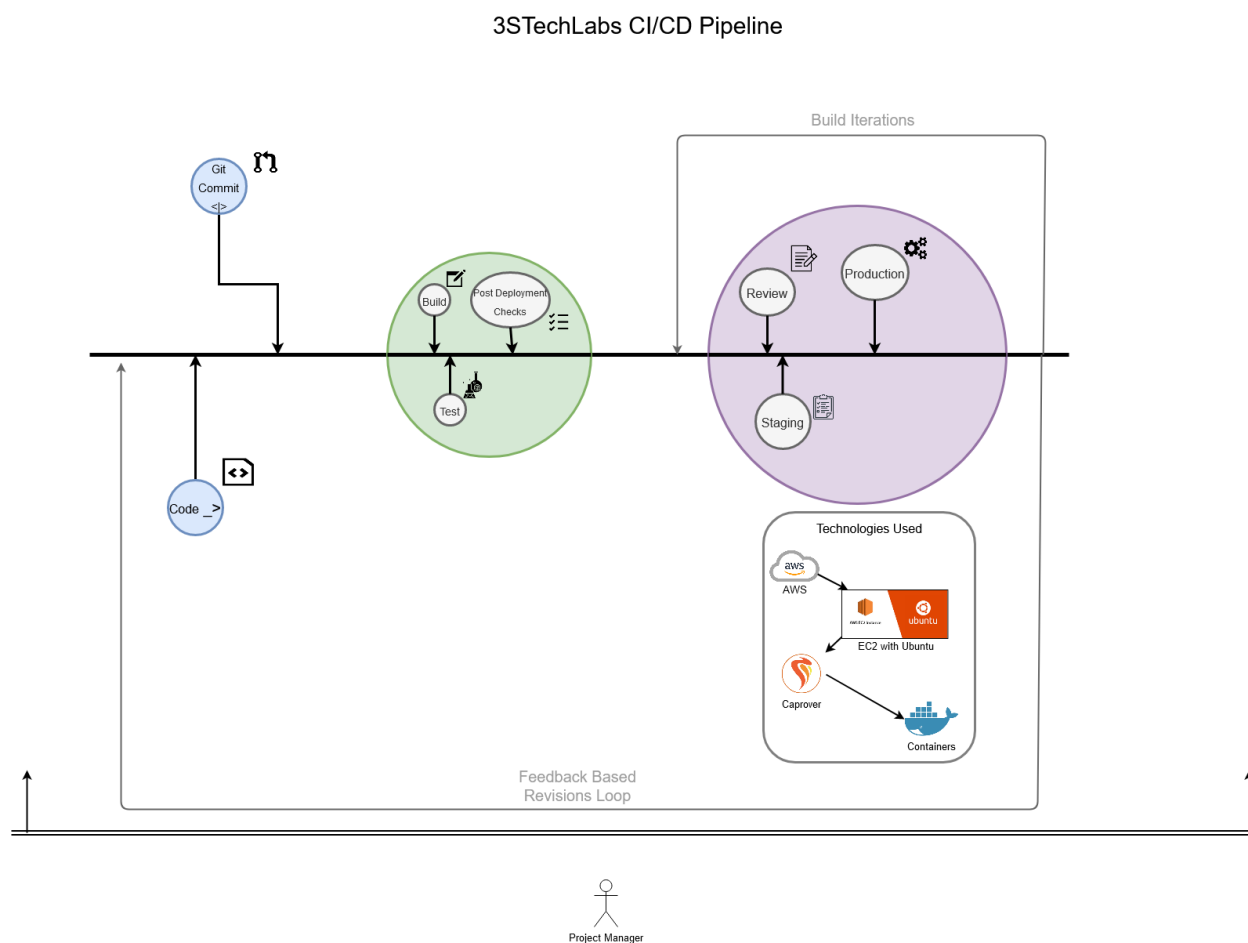 3STechLabs CI/CD Pipeline
Build Iterations
Git
Commit
<|>
Build
Post Deployment
Checks
Test
Review
Production
Staging
Code _>
Technologies Used
aws
AWS
ubuntu
EC2 with Ubuntu
Caprover
Containers
Feedback Based
Revisions Loop
Project Manager